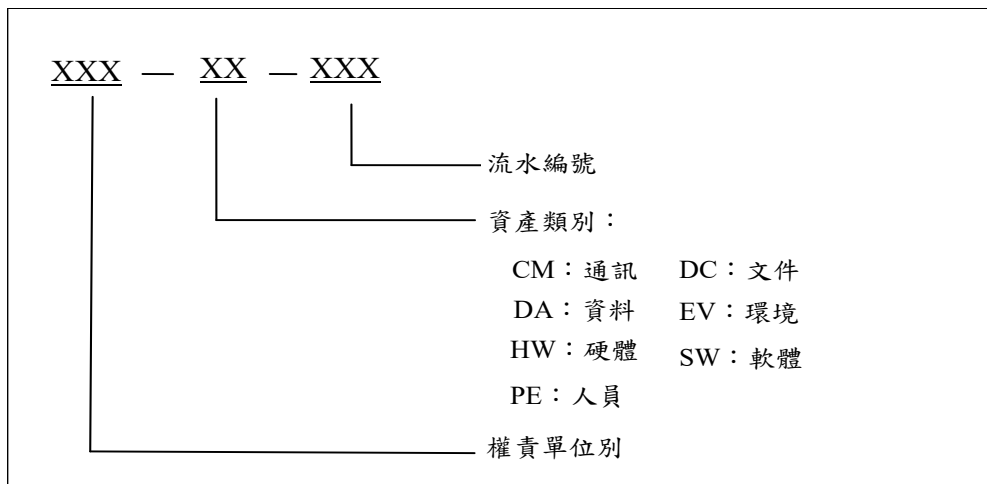 XXX — XX — XXX
流水編號
資產類別：
CM：通訊 DC：文件
DA：資料 EV：環境
HW：硬體 SW：軟體
PE：人員
權責單位別